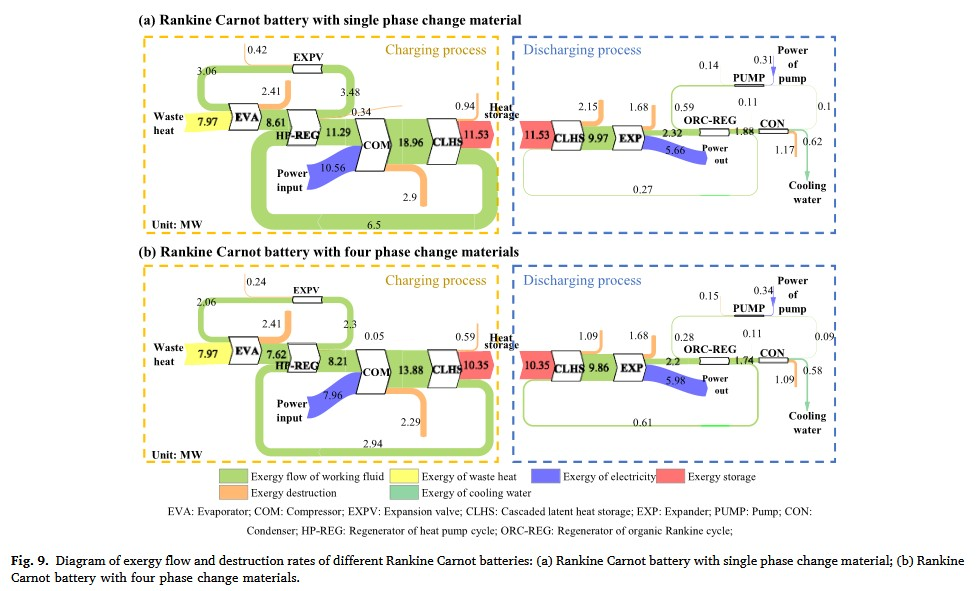 (a) Rankine Carnot battery with single phase change material
Charging process
Discharging process
0.42
EXPV
3.06
2.41
3.48
0.34
0.94
Heat
storage
Waste
heat
7.97
EVA
8.61
HP-REG
11.29
COM
18.96
CLHS
11.53
Power
input
10.56
2.9
6.5
Unit: MW
11.53
CLHS
9.97
EXP
2.15
1.68
0.59
2.32
5.66
Power
out
ORC-REG
1.88
CON
0.14
0.31
Power
of
pump
PUMP
0.11
0.1
0.62
1.17
Cooling
water
0.27
(b) Rankine Carnot battery with four phase change materials
Charging process
Discharging process
0.24
EXPV
2.06
2.41
2.3
0.05
0.59
Heat
storage
Waste
heat
7.97
EVA
7.62
HP-REG
8.21
COM
13.88
CLHS
10.35
Power
input
7.96
2.29
2.94
Unit: MW
10.35
CLHS
9.86
EXP
1.09
1.68
0.28
2.2
5.98
Power
out
ORC-REG
1.74
CON
0.15
0.34
Power
of
pump
PUMP
0.11
0.09
0.58
1.09
Cooling
water
0.61
Exergy flow of working fluid
Exergy of waste heat
Exergy of electricity
Exergy storage
Exergy destruction
Exergy of cooling water
EVA: Evaporator; COM: Compressor; EXPV: Expansion valve; CLHS: Cascaded latent heat storage; EXP: Expander; PUMP: Pump; CON:
Condenser; HP-REG: Regenerator of heat pump cycle; ORC-REG: Regenerator of organic Rankine cycle;
Fig. 9. Diagram of exergy flow and destruction rates of different Rankine Carnot batteries: (a) Rankine Carnot battery with single phase change material; (b) Rankine
Carnot battery with four phase change materials.